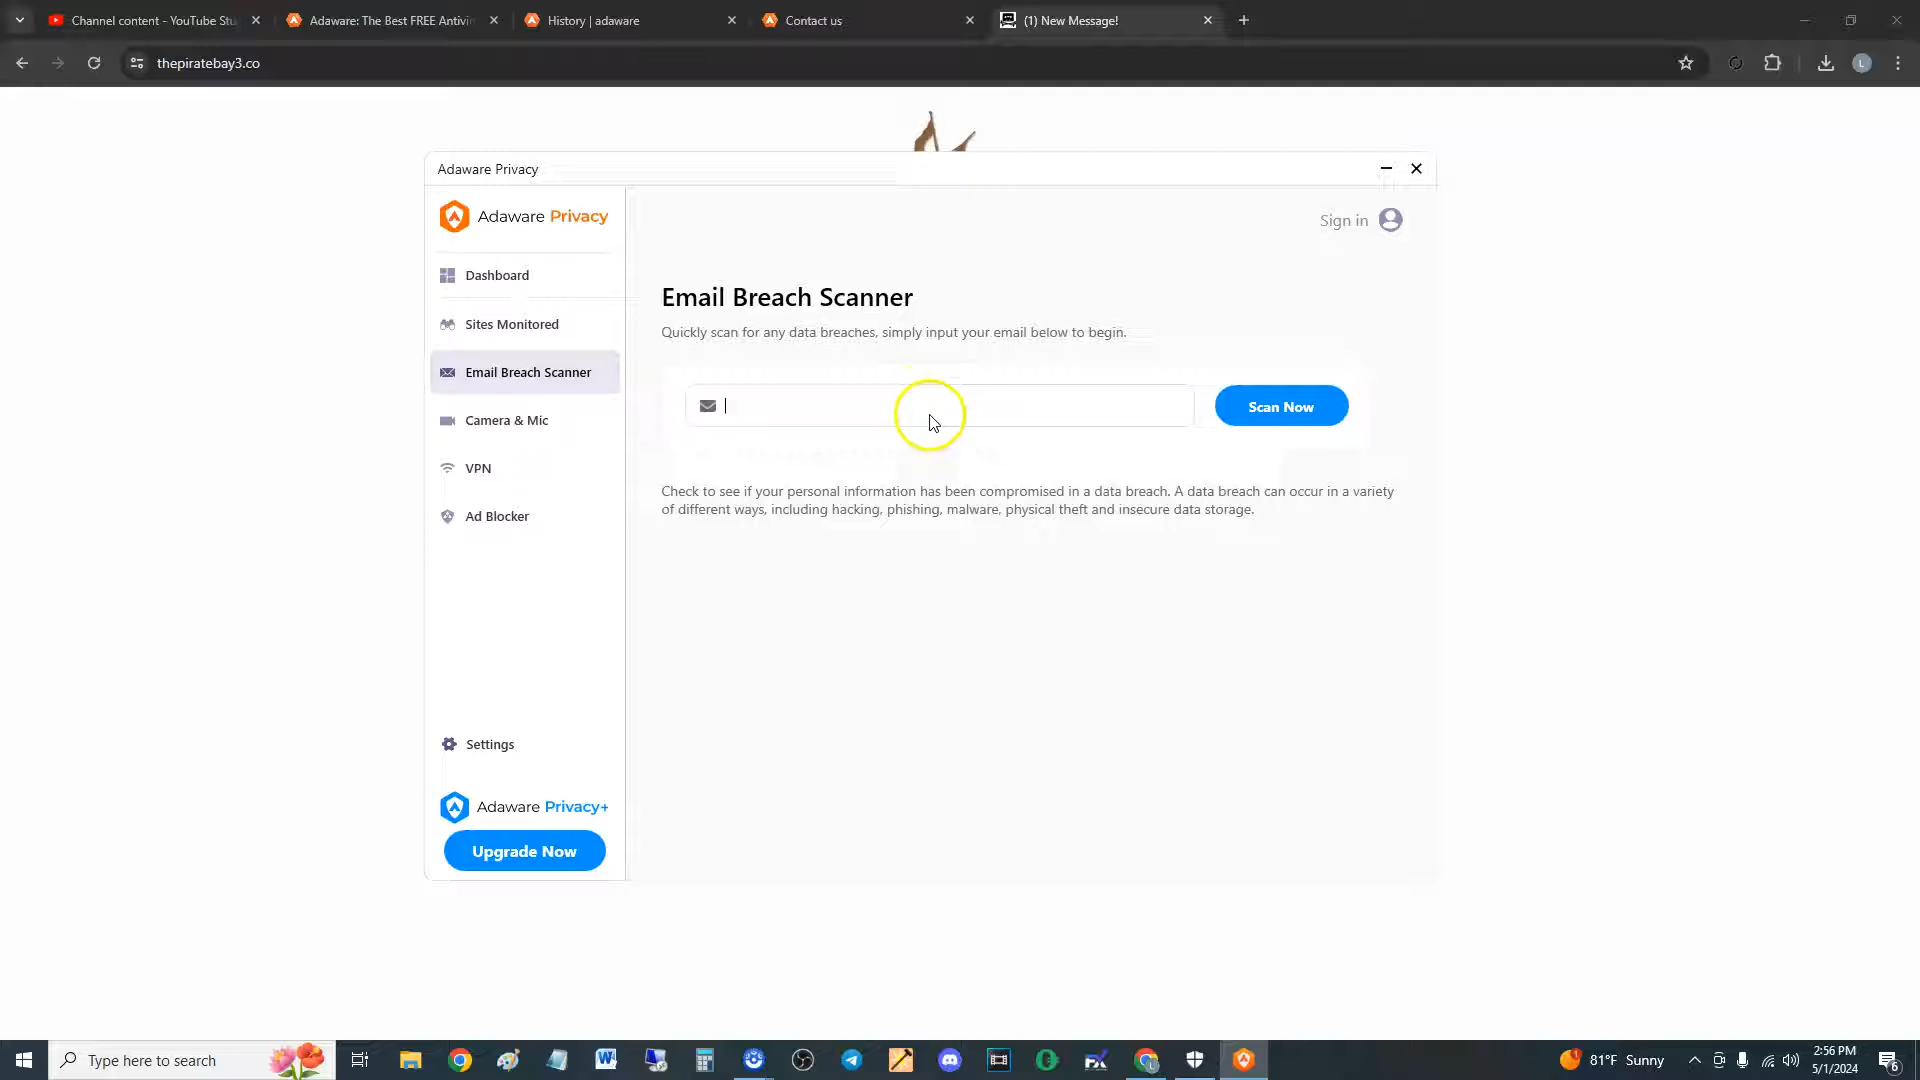 Channel content - YouTube Stu
Adaware: The Best FREE Antivir
History | adaware
Contact us
(1) New Message!
thepiratebay3.co
L
Adaware Privacy
Adaware Privacy
Sign in
Dashboard
Sites Monitored
Email Breach Scanner
Camera & Mic
VPN
Ad Blocker
Settings
Adaware Privacy+
Upgrade Now
Email Breach Scanner
Quickly scan for any data breaches, simply input your email below to begin.
Scan Now
Check to see if your personal information has been compromised in a data breach. A data breach can occur in a variety
of different ways, including hacking, phishing, malware, physical theft and insecure data storage.
Type here to search
1
81°F Sunny
2:56 PM
5/1/2024
6